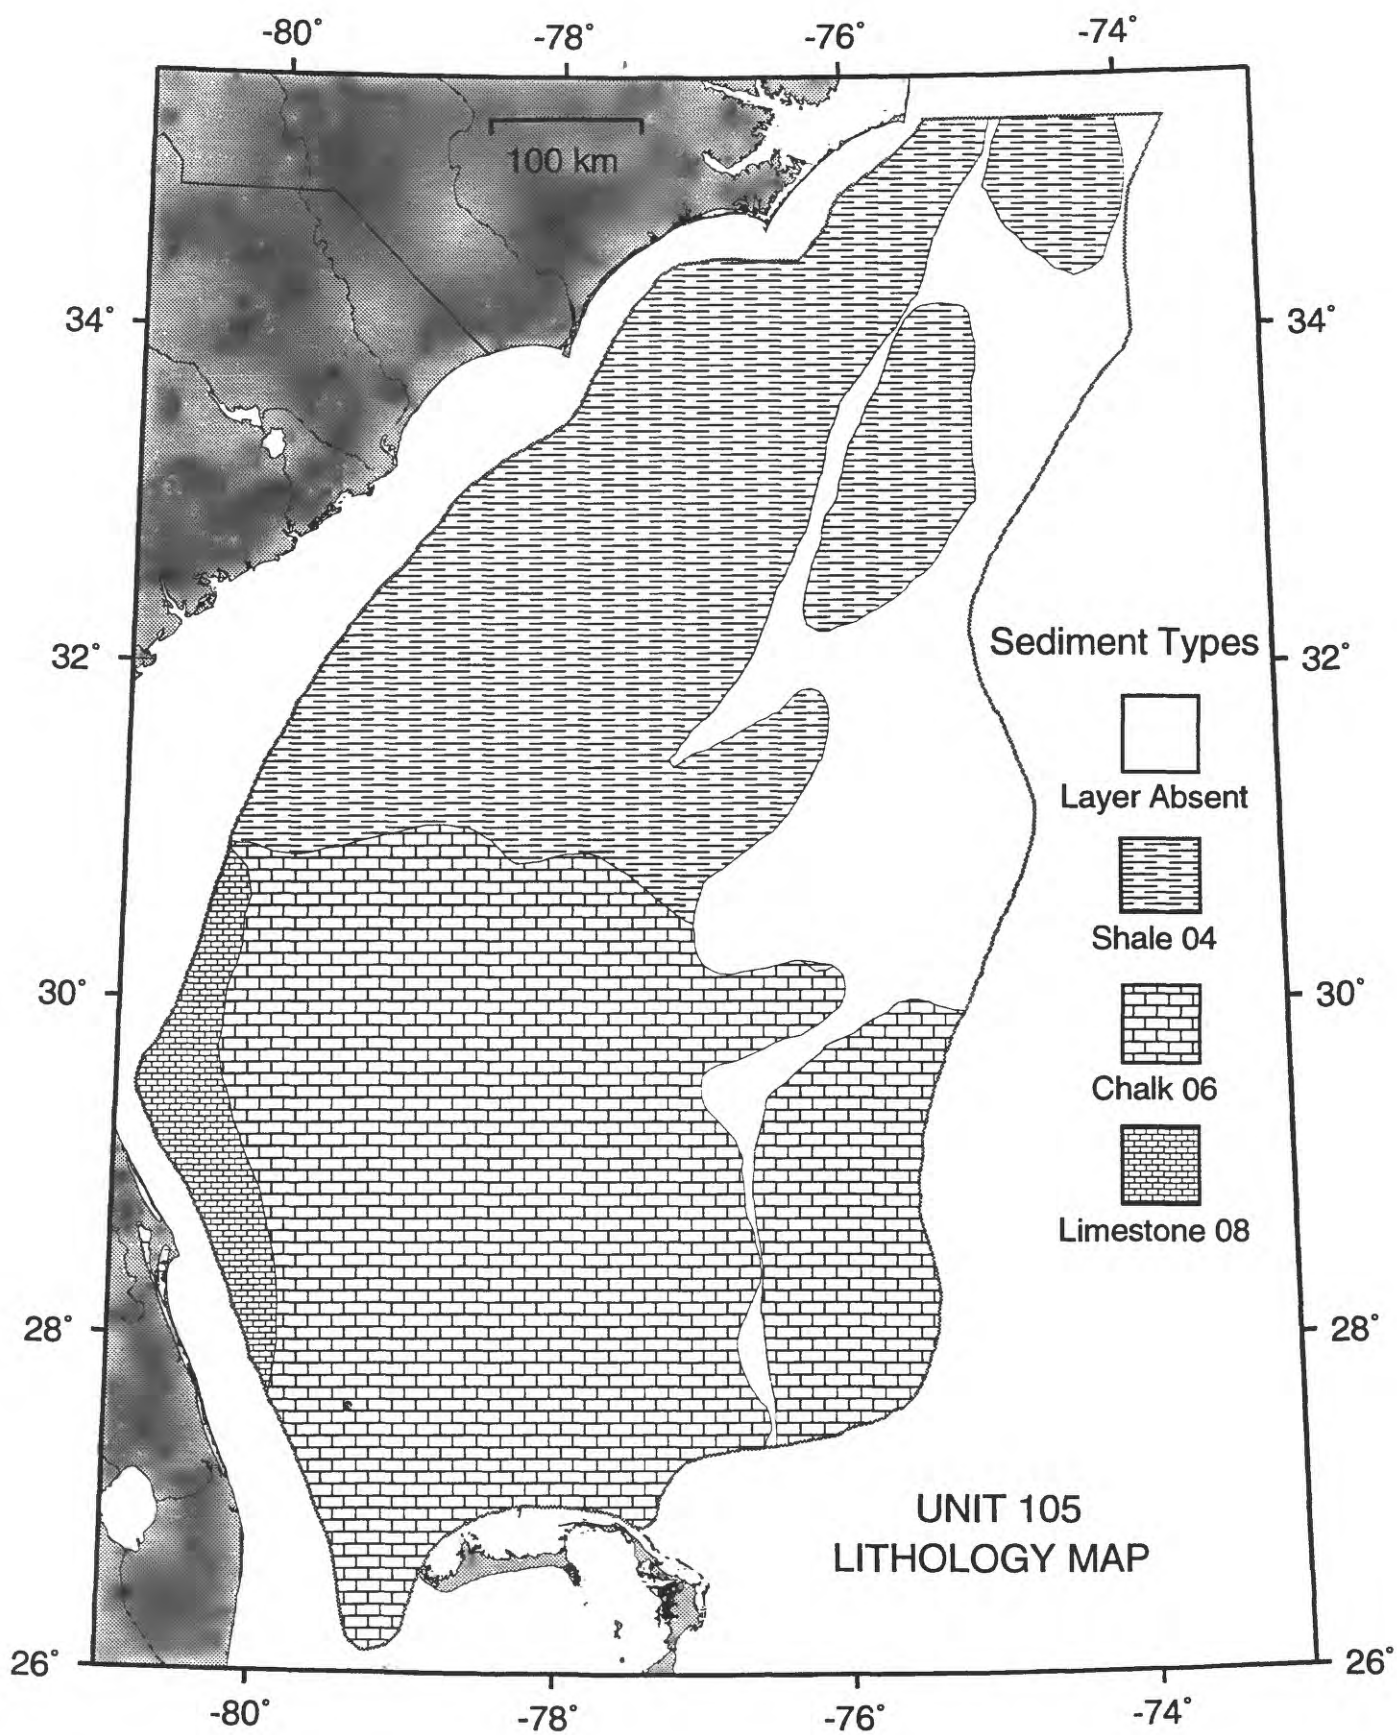 -80° -78° -76° -74°
100 km
34° 34°
32° 32°
Sediment Types
Layer Absent
Shale 04
30° 30°
Chalk 06
Limestone 08
28° 28°
UNIT 105
LITHOLOGY MAP
26° 26°
-80° -78° -76° -74°